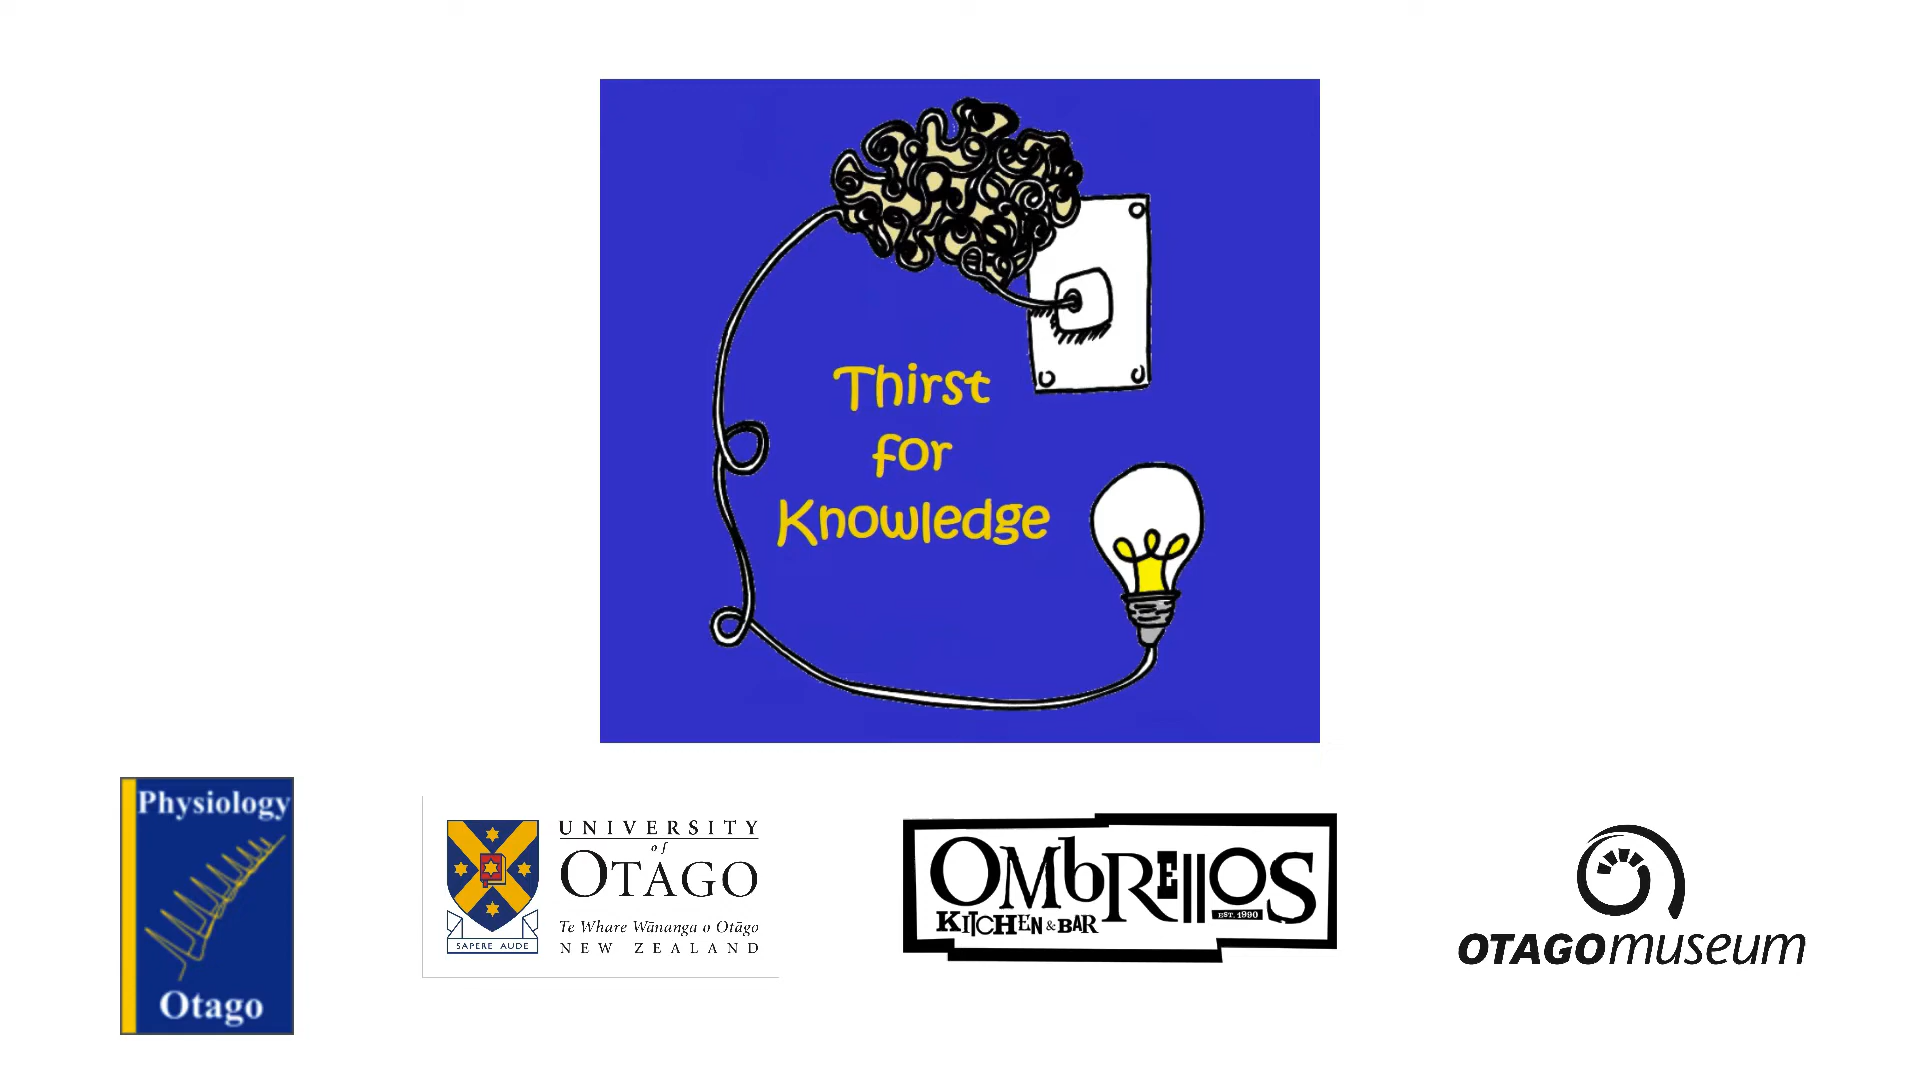 Thirst
for
Knowledge
Physiology
Otago
UNIVERSITY
of
OTAGO
Te Whare Wānanga o Otāgo
NEW ZEALAND
SAPERE AUDE
OMbREllOS
KITCHEN & BAR
EST. 1990
OTAGOmuseum